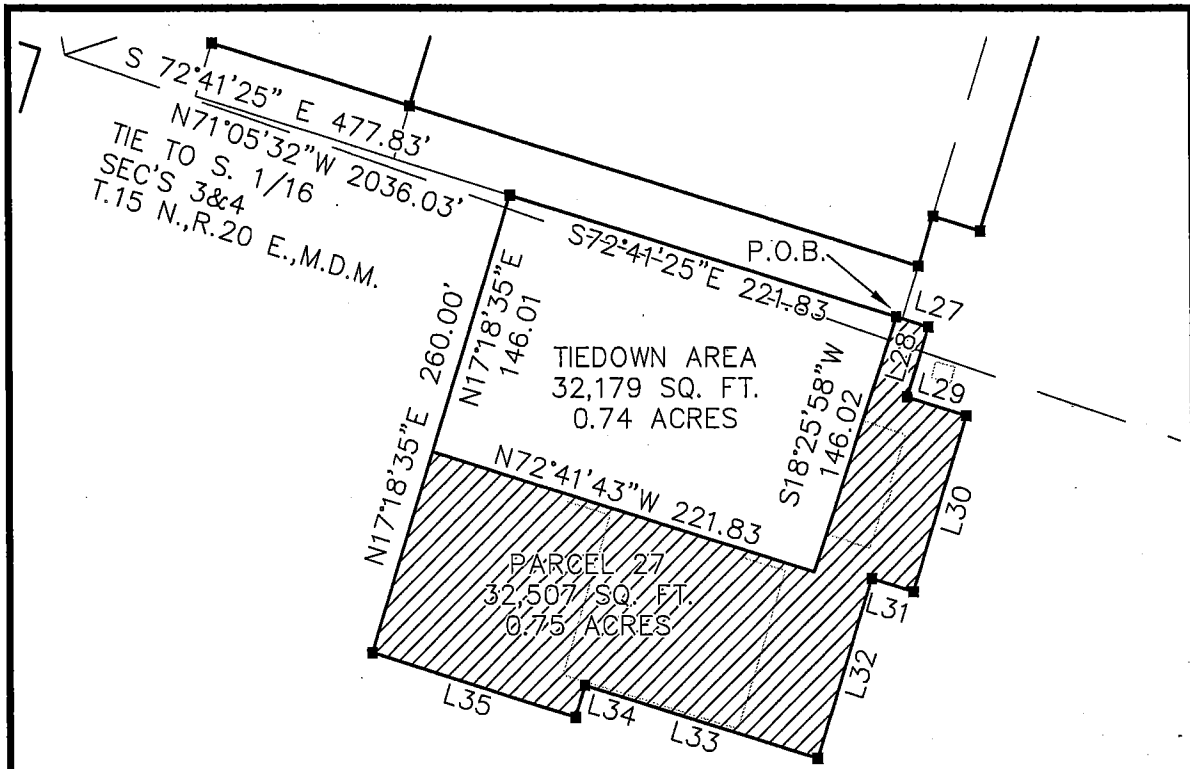 S 72°41'25" E 477.83'
N71°05'32"W 2036.03'
TIE TO S. 1/16
SEC'S 3&4
T.15 N.,R.20 E.,M.D.M.
S72°41'25"E 221.83
P.O.B.
L27
L28
L29
N17°18'35"E 260.00'
N17°18'35"E
146.01
TIEDOWN AREA
32,179 SQ. FT.
0.74 ACRES
S18°25'58"W
146.02
N72°41'43"W 221.83
L30
PARCEL 27
32,507 SQ. FT.
0.75 ACRES
L31
L32
L35
L34
L33